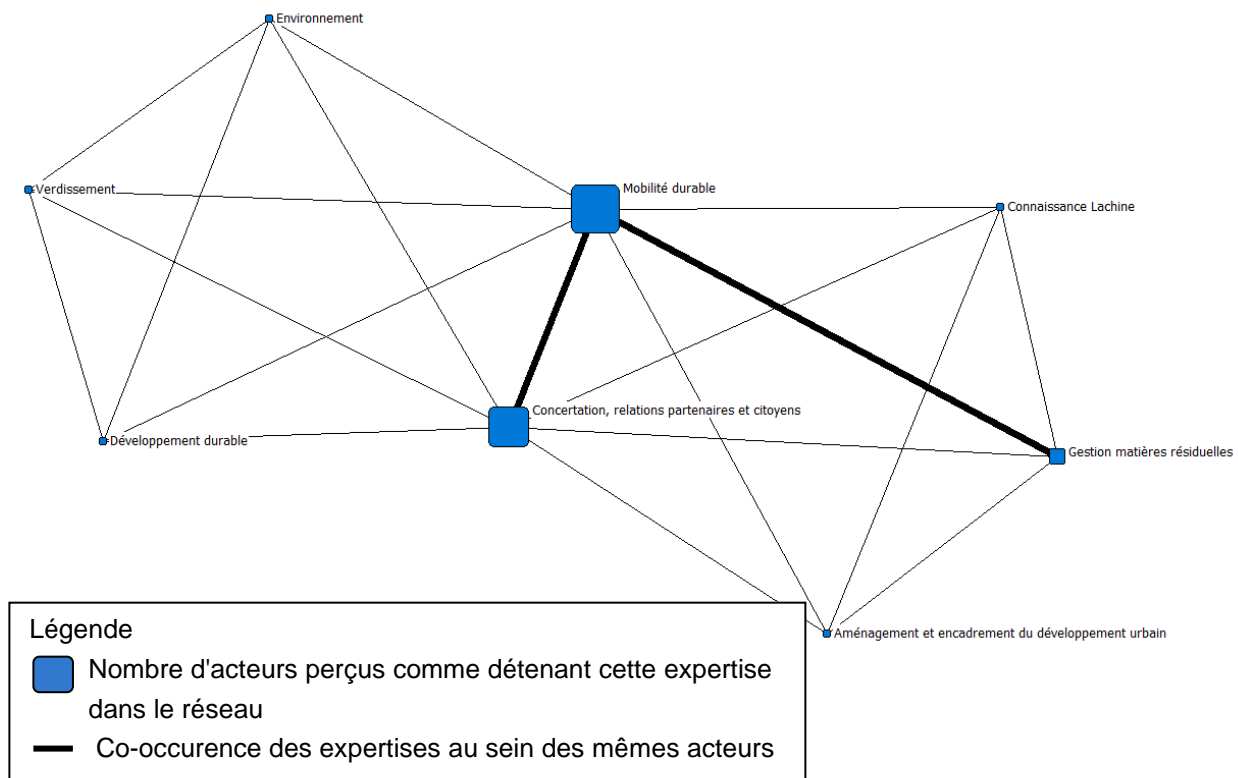 Environnement
Verdissement
Mobilité durable
Connaissance Lachine
Concertation, relations partenaires et citoyens
Développement durable
Gestion matières résiduelles
Aménagement et encadrement du développement urbain
Légende
Nombre d'acteurs perçus comme détenant cette expertise
dans le réseau
Co-occurence des expertises au sein des mêmes acteurs